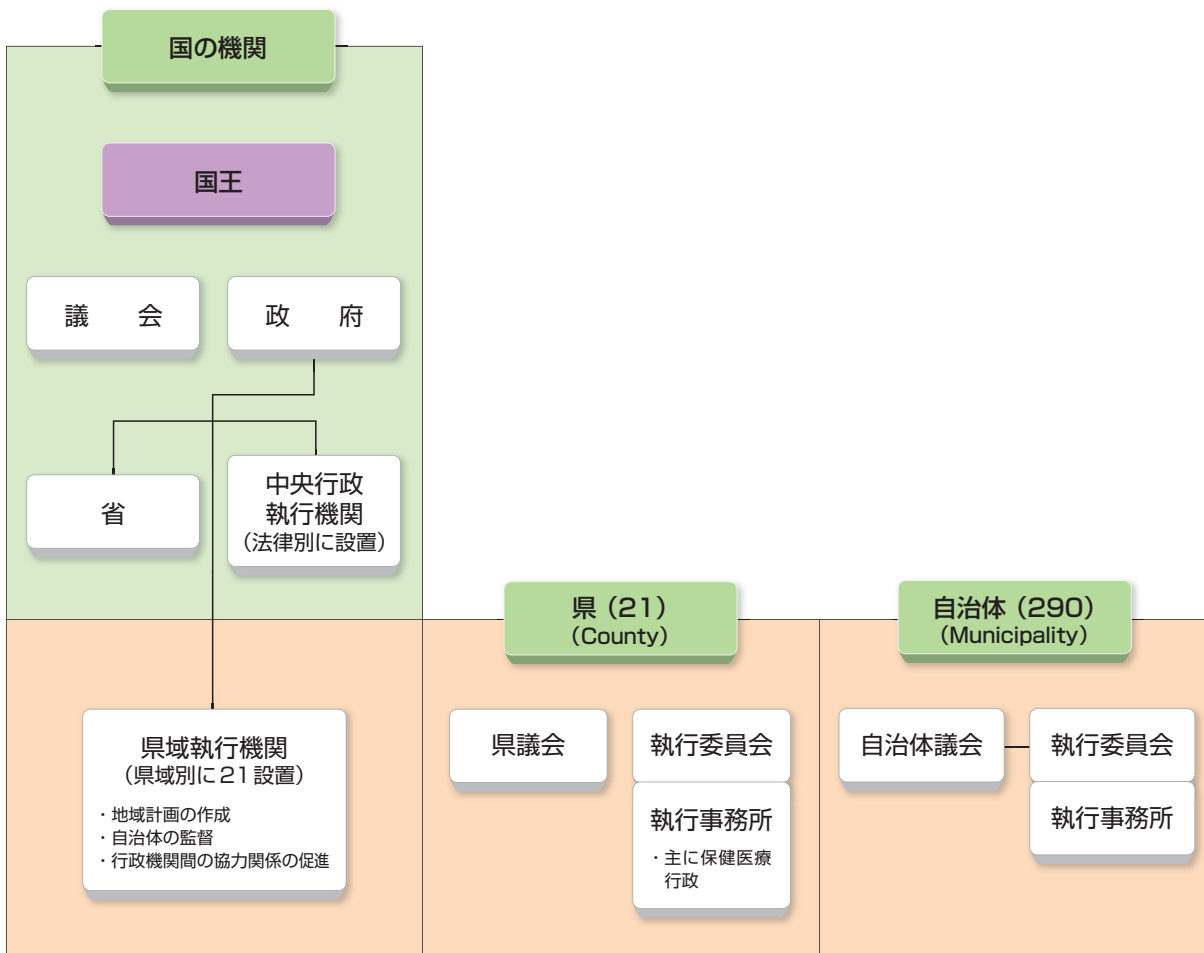 国の機関
国王
議　会
政　府
省
中央行政
執行機関
（法律別に設置）
県域執行機関
（県域別に21設置）
・地域計画の作成
・自治体の監督
・行政機関間の協力関係の促進
県（21）
（County）
県議会
執行委員会
執行事務所
・主に保健医療
行政
自治体（290）
（Municipality）
自治体議会
執行委員会
執行事務所